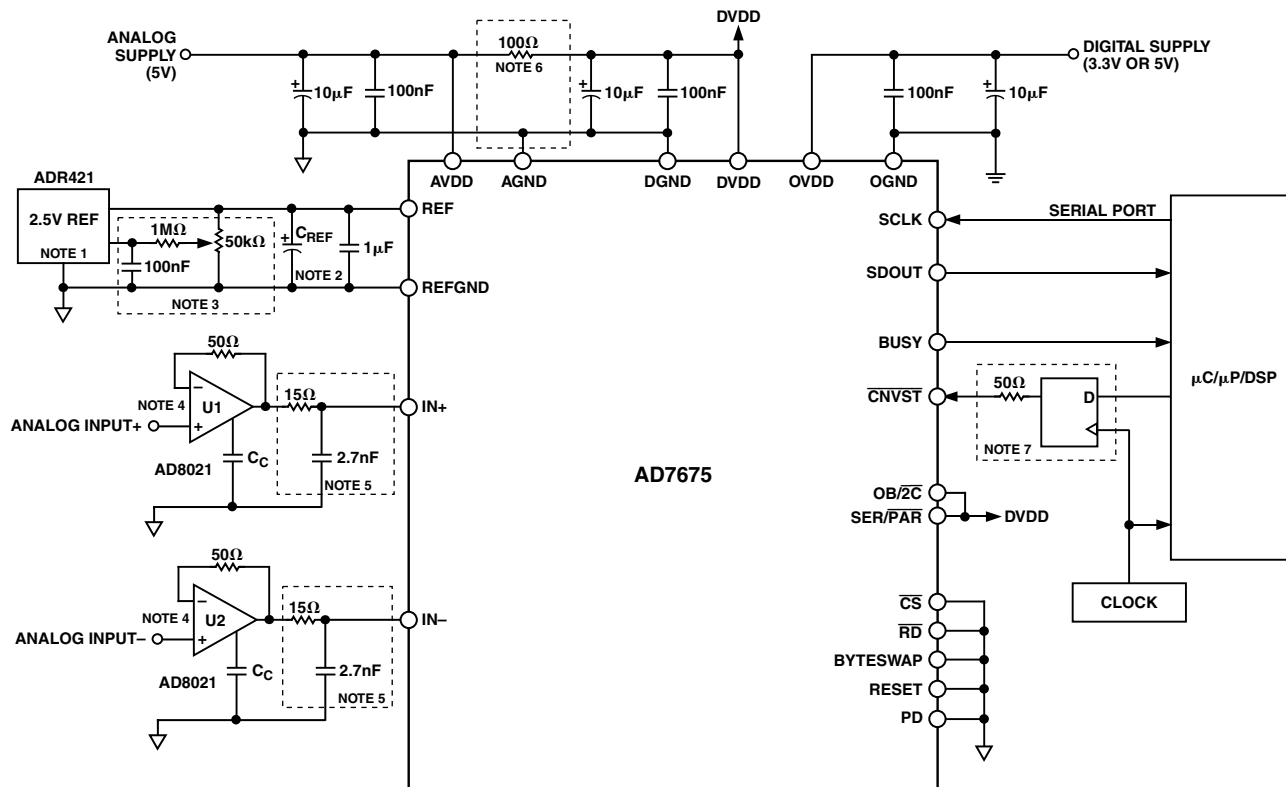 ANALOG
SUPPLY
(5V)
100Ω
NOTE 6
DVDD
DIGITAL SUPPLY
(3.3V OR 5V)
+
10μF
100nF
+
10μF
100nF
100nF
+
10μF
AVDD
AGND
DGND
DVDD
OVDD
OGND
ADR421
2.5V REF
NOTE 1
1MΩ
50kΩ
100nF
NOTE 3
+
CREF
NOTE 2
1μF
REF
REFGND
SCLK
SERIAL PORT
SDOUT
BUSY
CNVST
50Ω
D
NOTE 7
μC/μP/DSP
50Ω
–
NOTE 4
U1
+
ANALOG INPUT+
AD8021
CC
15Ω
2.7nF
NOTE 5
IN+
AD7675
OB/2C
SER/PAR
DVDD
CLOCK
50Ω
–
NOTE 4
U2
+
ANALOG INPUT–
AD8021
CC
15Ω
2.7nF
NOTE 5
IN–
CS
RD
BYTESWAP
RESET
PD